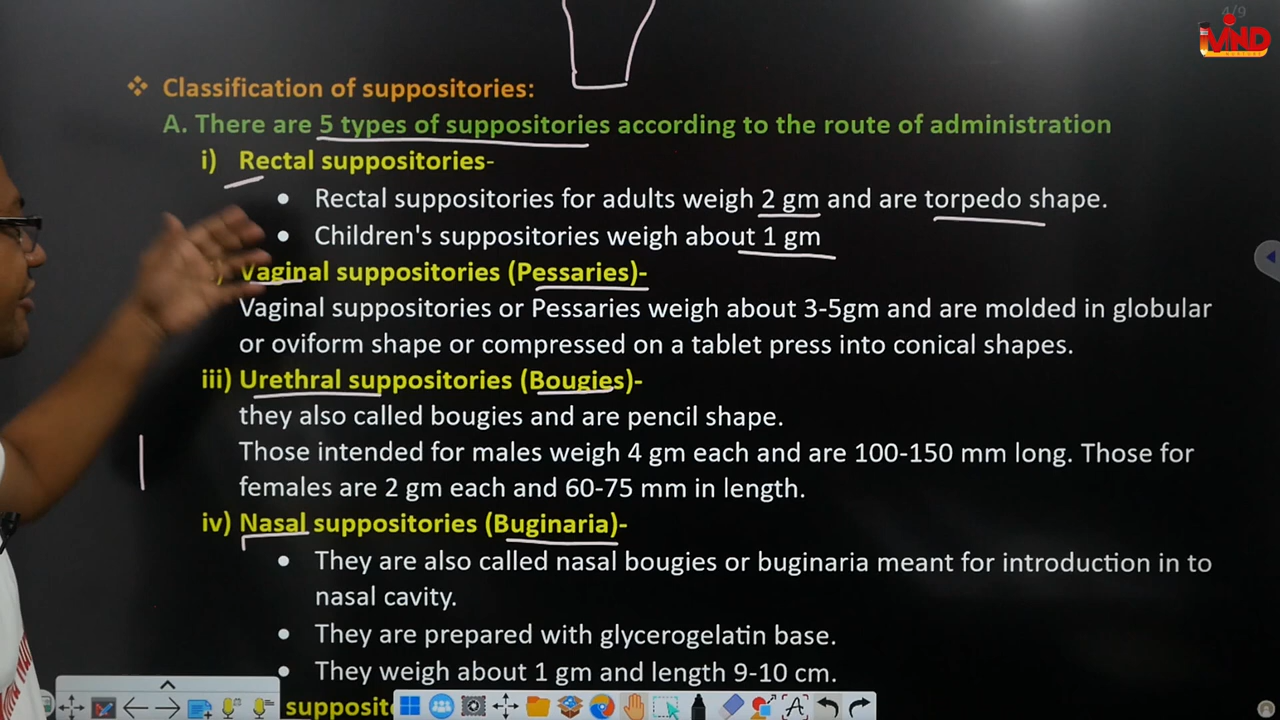 4/9
MIND
❖ Classification of suppositories:
A. There are 5 types of suppositories according to the route of administration
i) Rectal suppositories-
• Rectal suppositories for adults weigh 2 gm and are torpedo shape.
• Children's suppositories weigh about 1 gm
) Vaginal suppositories (Pessaries)-
Vaginal suppositories or Pessaries weigh about 3-5gm and are molded in globular
or oviform shape or compressed on a tablet press into conical shapes.
iii) Urethral suppositories (Bougies)-
they also called bougies and are pencil shape.
Those intended for males weigh 4 gm each and are 100-150 mm long. Those for
females are 2 gm each and 60-75 mm in length.
iv) Nasal suppositories (Buginaria)-
• They are also called nasal bougies or buginaria meant for introduction in to
nasal cavity.
• They are prepared with glycerogelatin base.
• They weigh about 1 gm and length 9-10 cm.